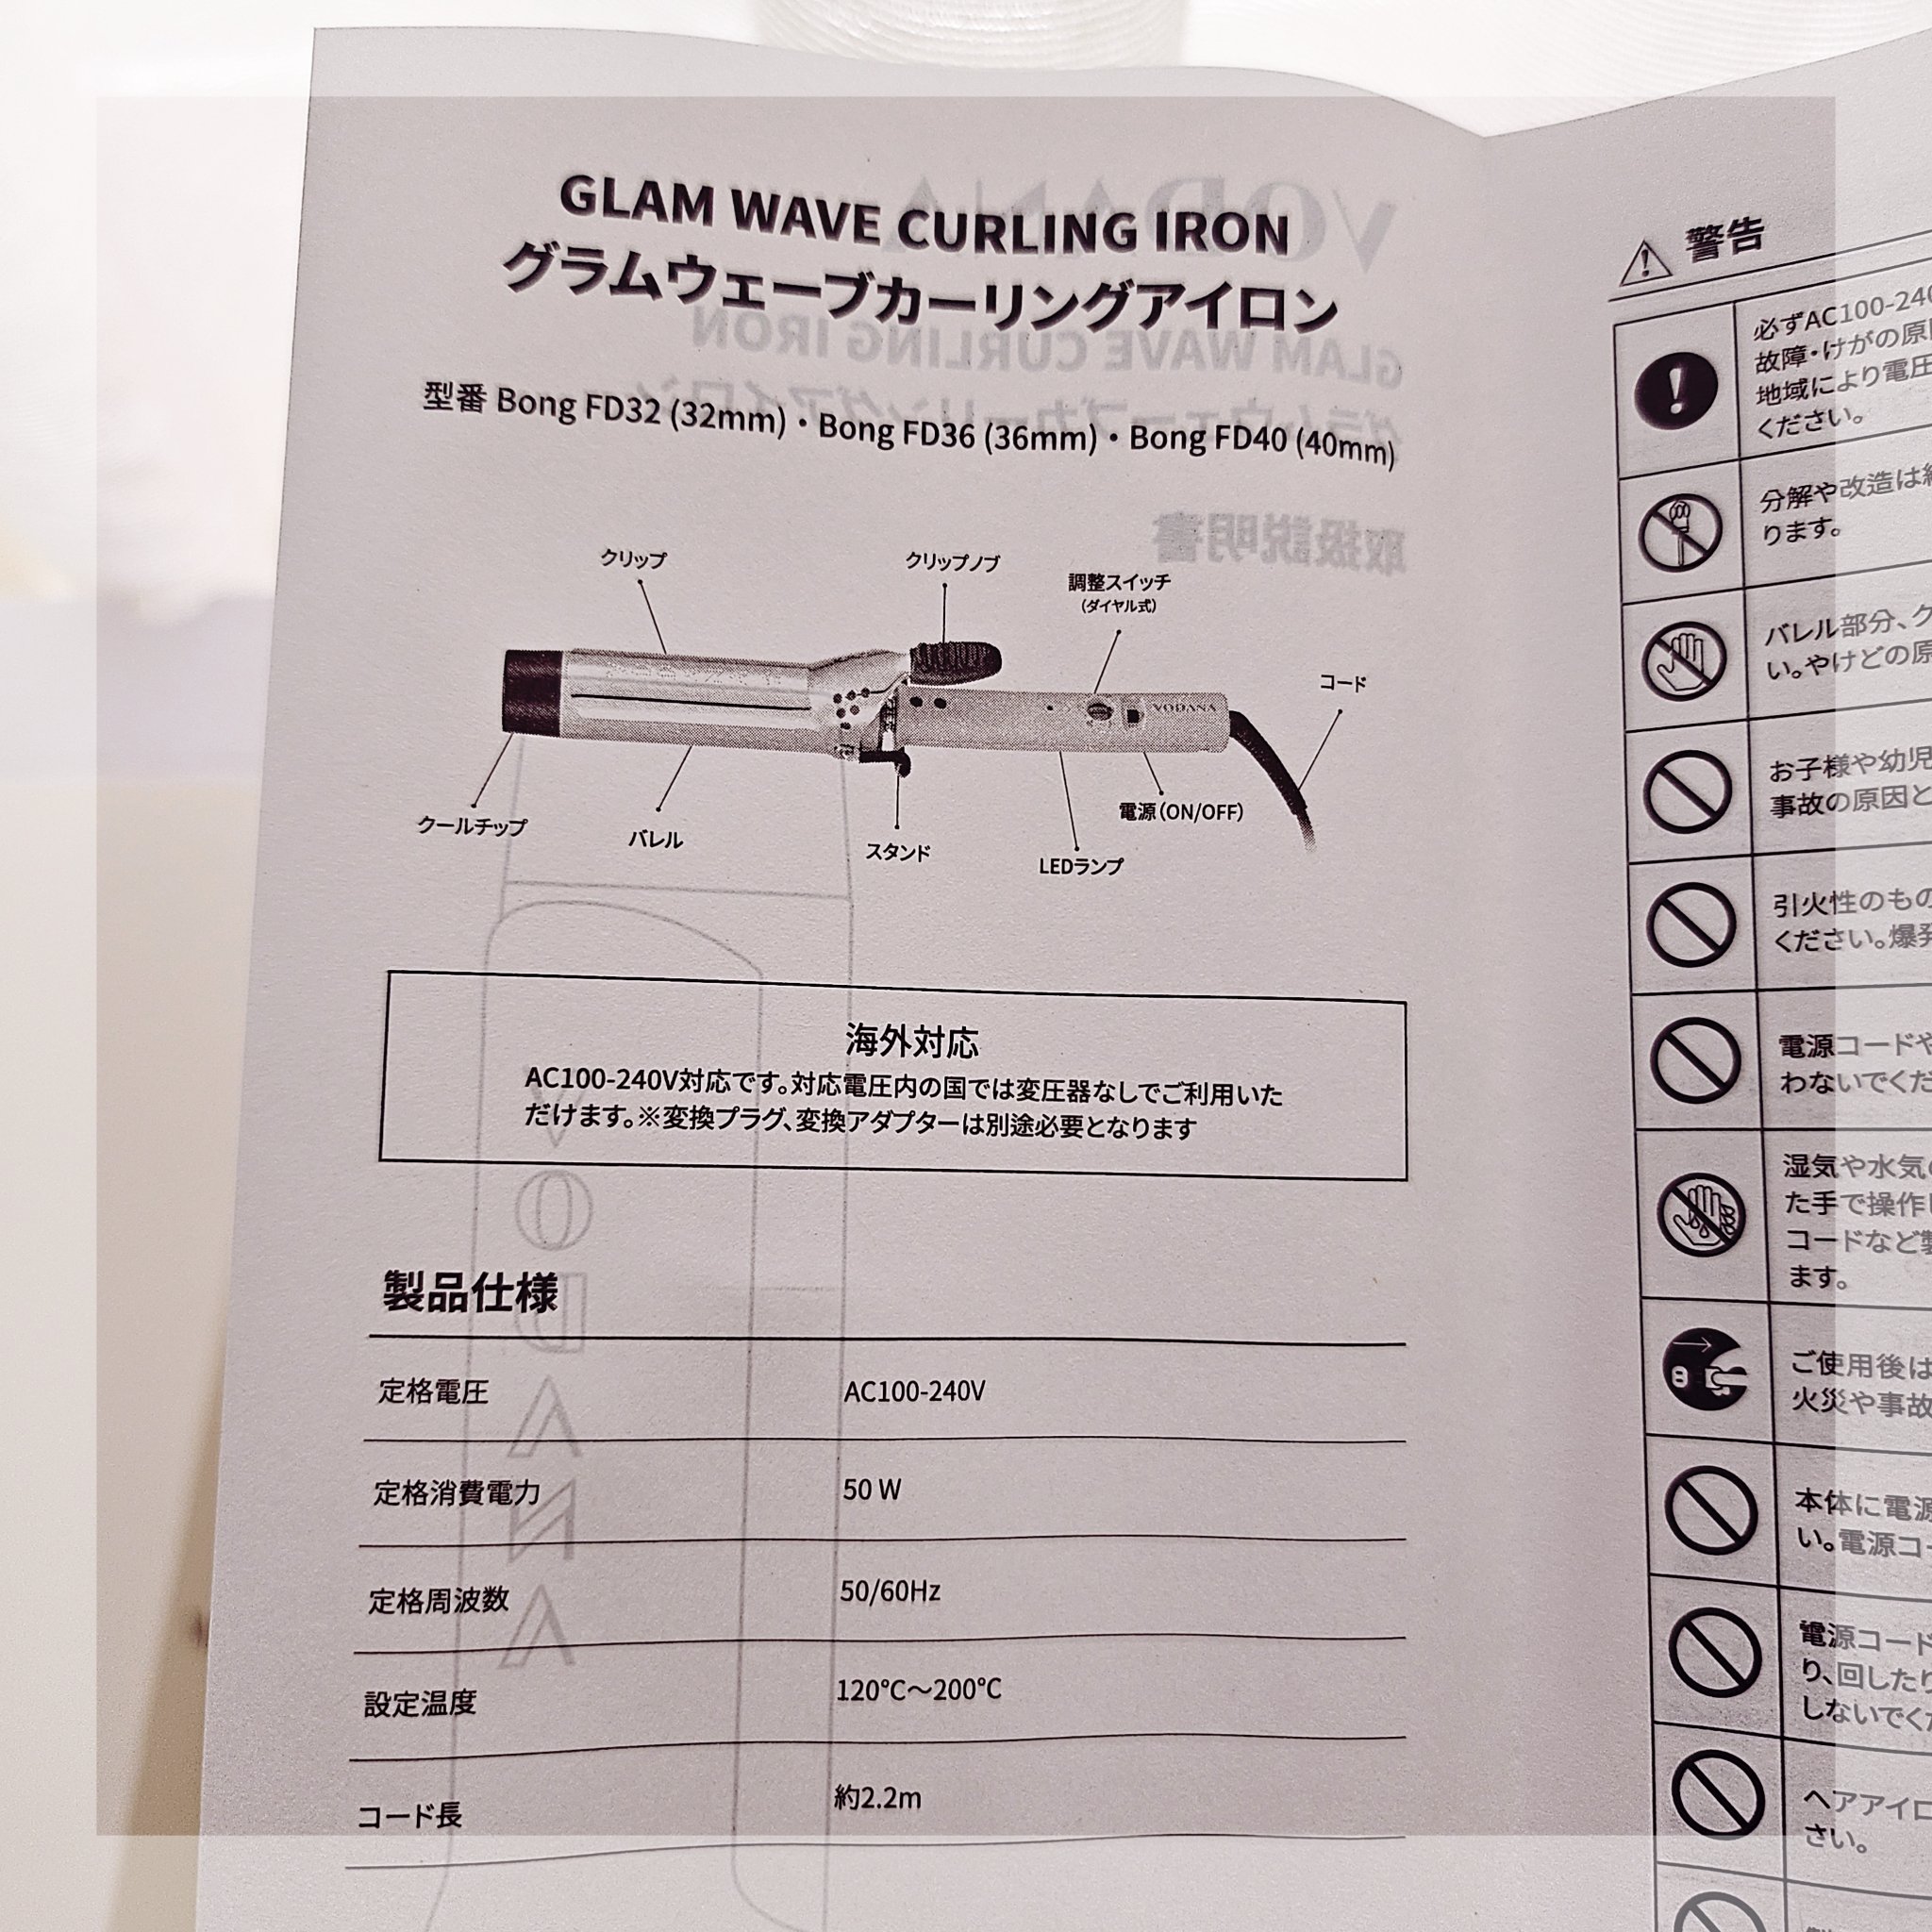 GLAM WAVE CURLING IRON
グラムウェーブカーリングアイロン
型番 Bong FD32 (32mm)・Bong FD36 (36mm)・Bong FD40 (40mm)
クリップ
クリップノブ
調整スイッチ
(ダイヤル式)
コード
VODANA
クールチップ
バレル
スタンド
LEDランプ
電源(ON/OFF)
海外対応
AC100-240V対応です。対応電圧内の国では変圧器なしでご利用いた
だけます。※変換プラグ、変換アダプターは別途必要となります
製品仕様
定格電圧 AC100-240V
定格消費電力 50 W
定格周波数 50/60Hz
設定温度 120℃～200℃
コード長 約2.2m
警告
必ずAC100-240
故障・けがの原
地域により電圧
ください。
分解や改造は
ります。
バレル部分、ク
い。やけどの原
お子様や幼児
事故の原因と
引火性のもの
ください。爆発
電源コードや
わないでくだ
湿気や水気の
た手で操作し
コードなど製
ます。
ご使用後は
火災や事故
本体に電源
い。電源コー
電源コード
り、回したり
しないでくだ
ヘアアイロ
さい。